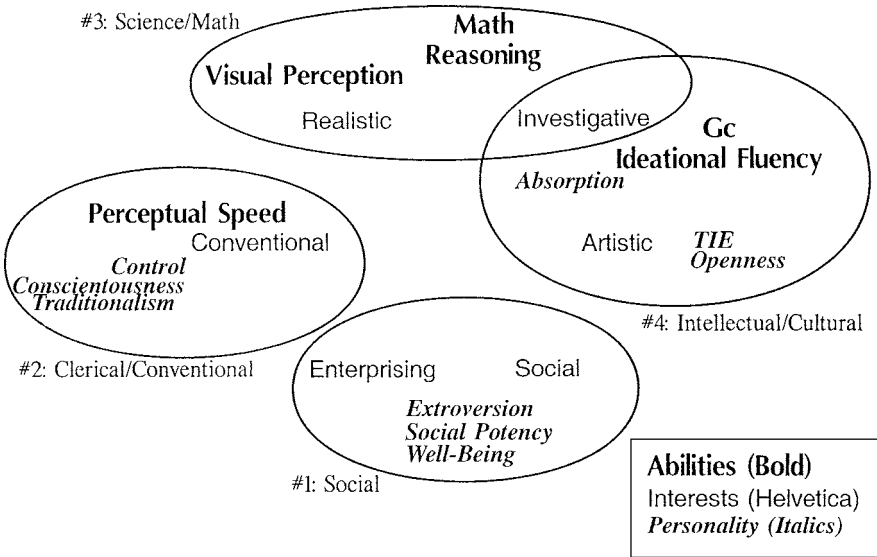 #3: Science/Math
Math
Reasoning
Visual Perception
Realistic
Investigative
Gc
Ideational Fluency
Absorption
Artistic
TIE
Openness
#4: Intellectual/Cultural
Perceptual Speed
Conventional
Control
Conscientousness
Traditionalism
#2: Clerical/Conventional
Enterprising
Social
Extroversion
Social Potency
Well-Being
#1: Social
Abilities (Bold)
Interests (Helvetica)
Personality (Italics)